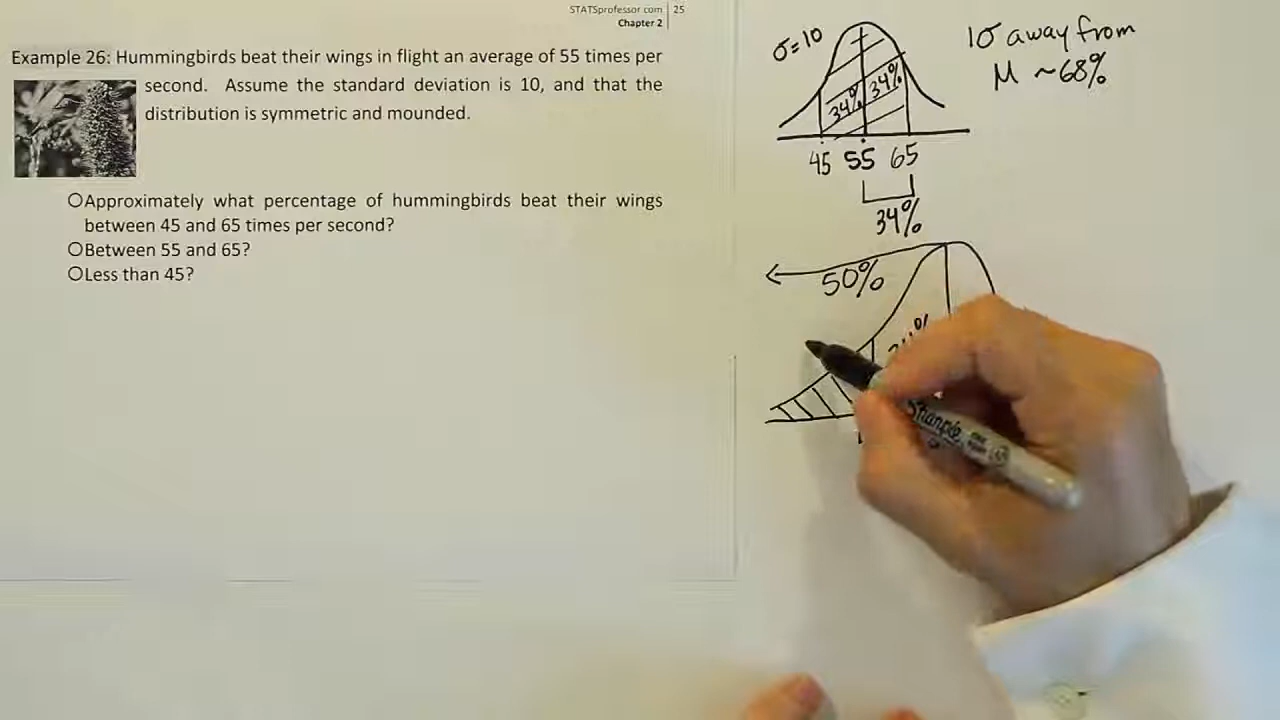 STATSprofessor.com | 25
Chapter 2
Example 26: Hummingbirds beat their wings in flight an average of 55 times per
second. Assume the standard deviation is 10, and that the
distribution is symmetric and mounded.
Approximately what percentage of hummingbirds beat their wings
between 45 and 65 times per second?
Between 55 and 65?
Less than 45?
σ=10
34% 34%
45 55 65
34%
1σ away from
M ~68%
50%
Sharpie